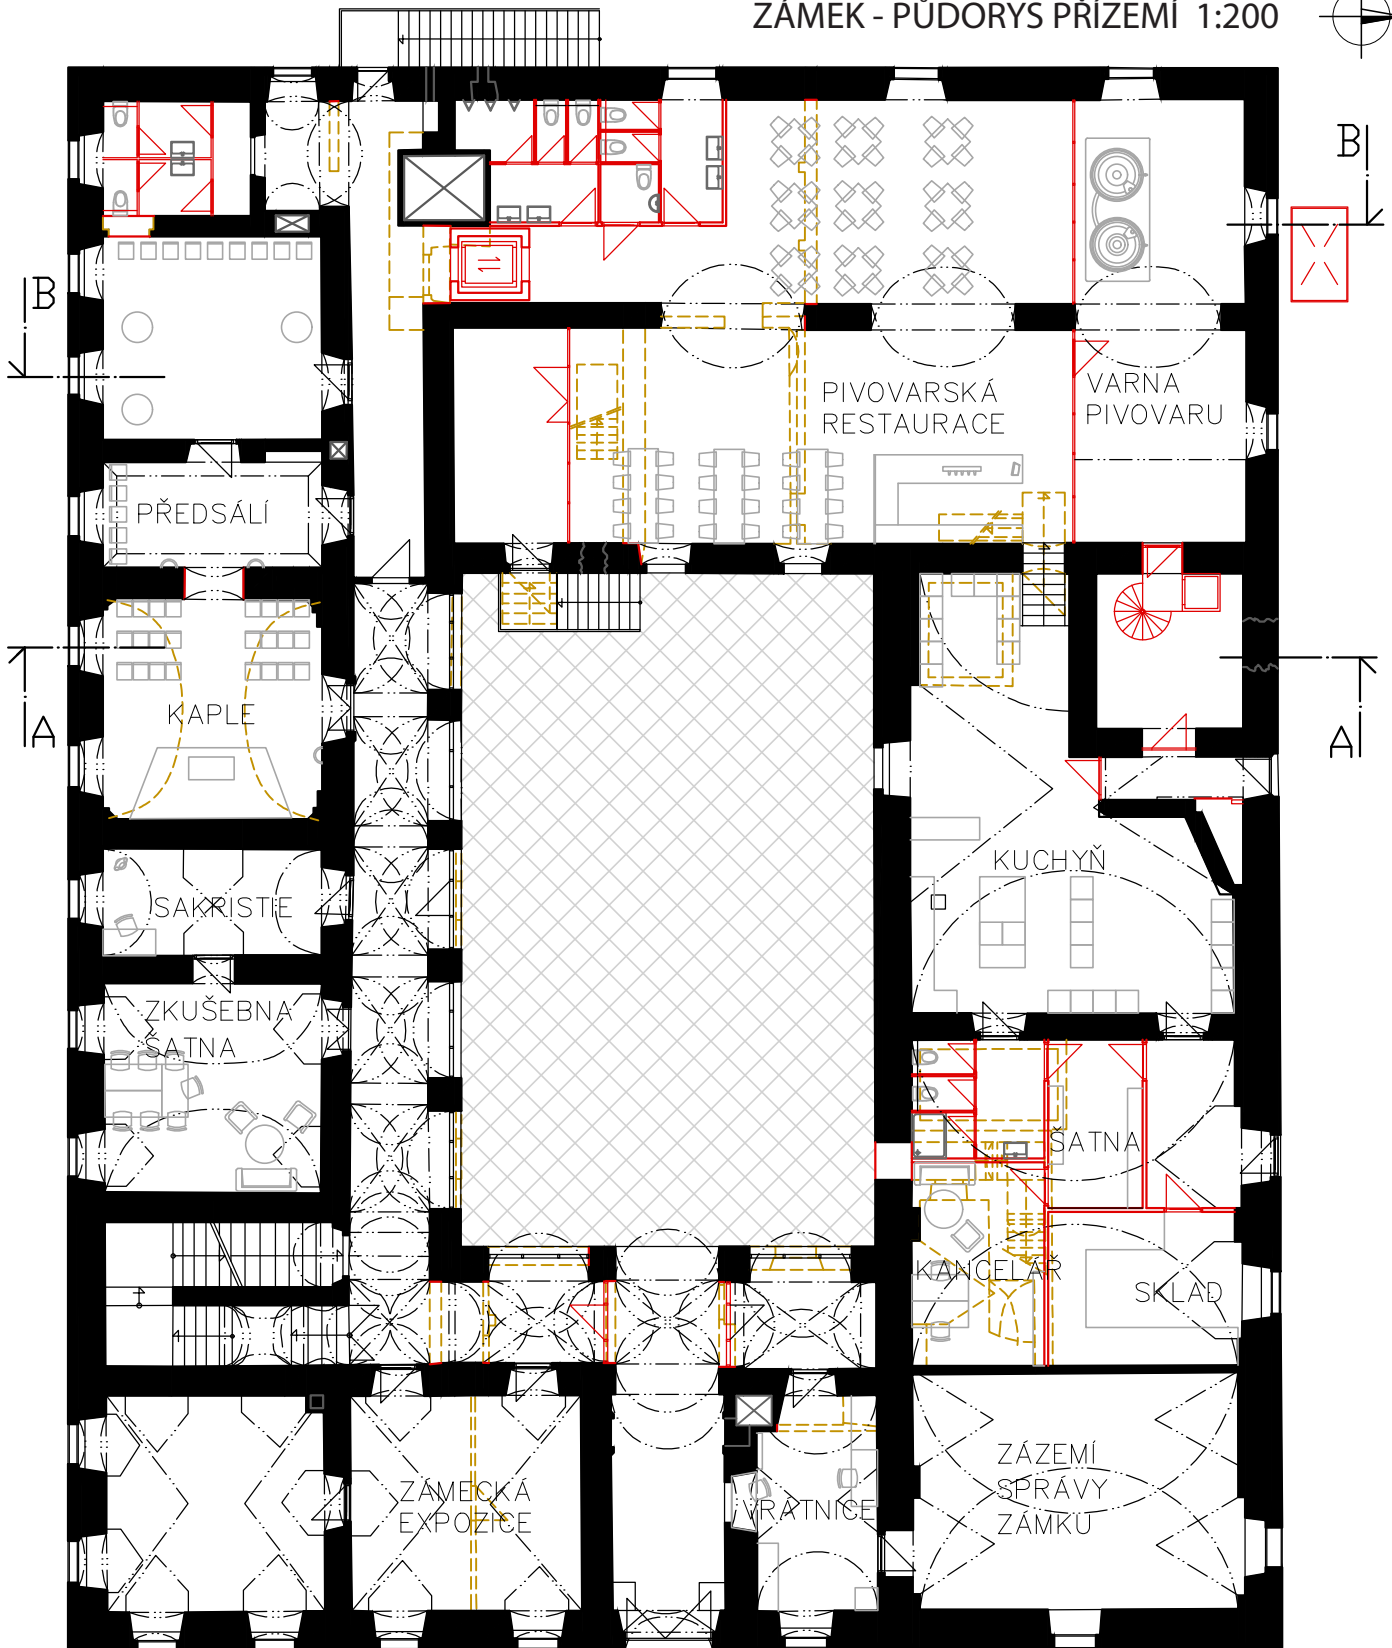 ZÁMEK - PŮDORYS PŘÍZEMÍ 1:200
B
B
PIVOVARSKÁ
RESTAURACE
VARNA
PIVOVARU
PŘEDSÁLÍ
KAPLE
A
A
KUCHYŇ
SAKRISTIE
ZKUŠEBNA
ŠATNA
ŠATNA
KANCELÁŘ
SKLAD
ZÁMECKÁ
EXPOZICE
VRÁTNICE
ZÁZEMÍ
SPRÁVY
ZÁMKU